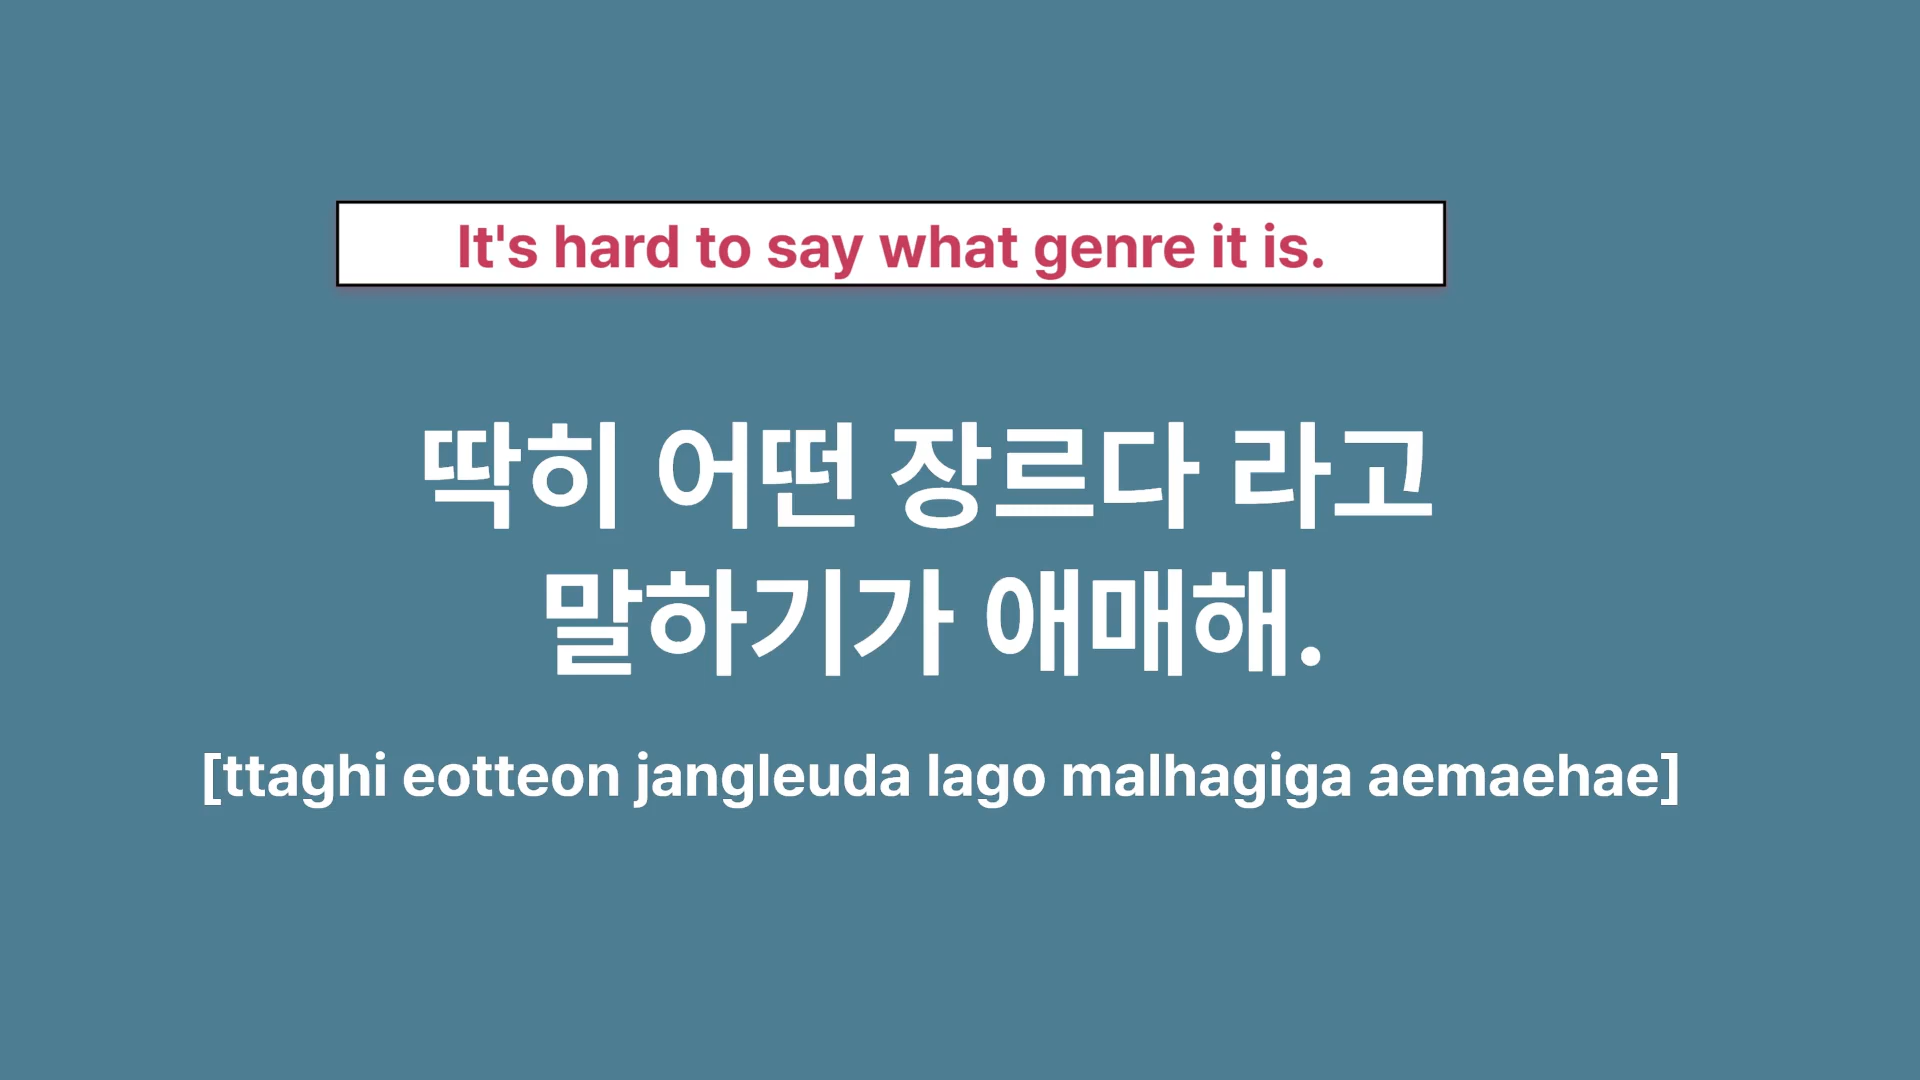 It's hard to say what genre it is.
딱히 어떤 장르다 라고
말하기가 애매해.
[ttaghi eotteon jangleuda lago malhagiga aemaehae]